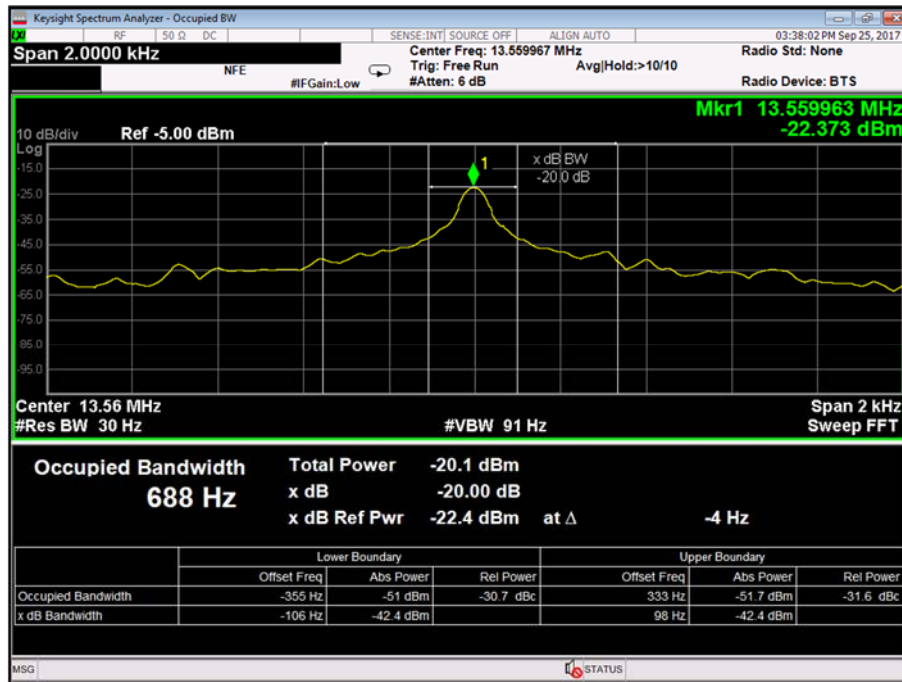 Keysight Spectrum Analyzer - Occupied BW
LXI RF 50 Ω DC SENSE:INT SOURCE OFF ALIGN AUTO 03:38:02 PM Sep 25, 2017
Span 2.0000 kHz Center Freq: 13.559967 MHz Radio Std: None
NFE Trig: Free Run Avg|Hold:>10/10
#IFGain:Low #Atten: 6 dB Radio Device: BTS
Mkr1 13.559963 MHz
10 dB/div Ref -5.00 dBm -22.373 dBm
Log
-15.0
-25.0
-35.0
-45.0
-55.0
-65.0
-75.0
-85.0
-95.0
1
x dB BW
-20.0 dB
Center 13.56 MHz Span 2 kHz
#Res BW 30 Hz #VBW 91 Hz Sweep FFT
Occupied Bandwidth Total Power -20.1 dBm
688 Hz x dB -20.00 dB
x dB Ref Pwr -22.4 dBm at Δ -4 Hz
Lower Boundary Upper Boundary
Offset Freq Abs Power Rel Power Offset Freq Abs Power Rel Power
Occupied Bandwidth -355 Hz -51 dBm -30.7 dBc 333 Hz -51.7 dBm -31.6 dBc
x dB Bandwidth -106 Hz -42.4 dBm 98 Hz -42.4 dBm
MSG STATUS